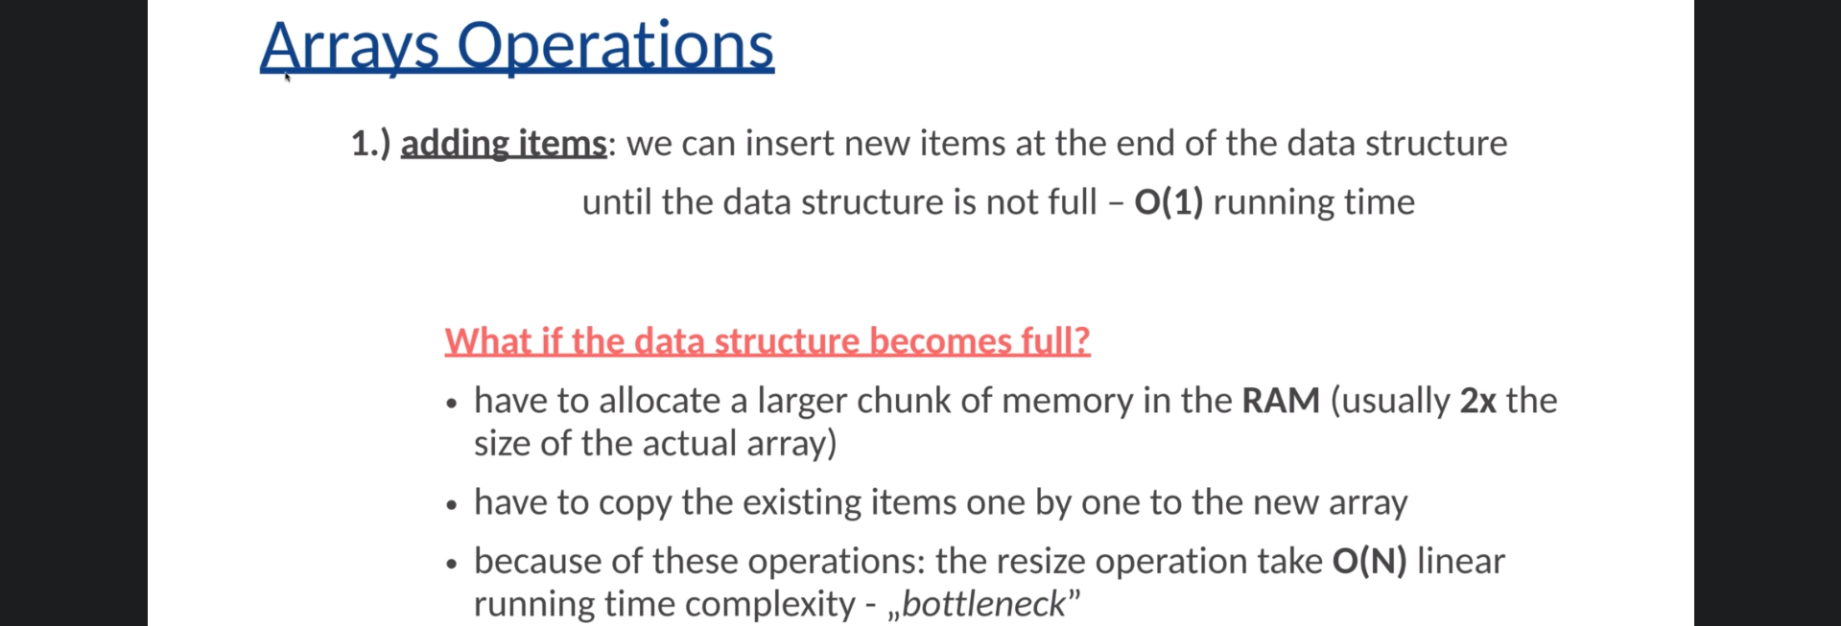 Arrays Operations
1.) adding items: we can insert new items at the end of the data structure
until the data structure is not full – O(1) running time
What if the data structure becomes full?
• have to allocate a larger chunk of memory in the RAM (usually 2x the
size of the actual array)
• have to copy the existing items one by one to the new array
• because of these operations: the resize operation take O(N) linear
running time complexity - „bottleneck”